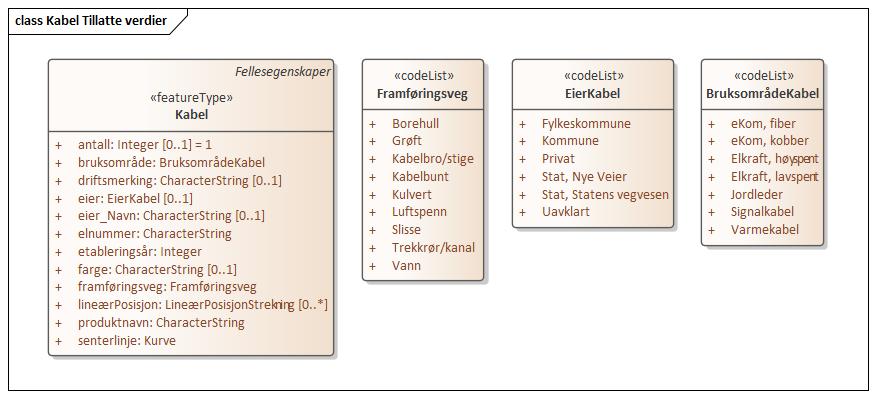 class Kabel Tillatte verdier
Fellesegenskaper
«featureType»
Kabel
+ antall: Integer [0..1] = 1
+ bruksområde: BruksområdeKabel
+ driftsmerking: CharacterString [0..1]
+ eier: EierKabel [0..1]
+ eier_Navn: CharacterString [0..1]
+ elnummer: CharacterString
+ etableringsår: Integer
+ farge: CharacterString [0..1]
+ framføringsveg: Framføringsveg
+ lineærPosisjon: LineærPosisjonStrekning [0..*]
+ produktnavn: CharacterString
+ senterlinje: Kurve
«codeList»
Framføringsveg
+ Borehull
+ Grøft
+ Kabelbro/stige
+ Kabelbunt
+ Kulvert
+ Luftspenn
+ Slisse
+ Trekkrør/kanal
+ Vann
«codeList»
EierKabel
+ Fylkeskommune
+ Kommune
+ Privat
+ Stat, Nye Veier
+ Stat, Statens vegvesen
+ Uavklart
«codeList»
BruksområdeKabel
+ eKom, fiber
+ eKom, kobber
+ Elkraft, høyspent
+ Elkraft, lavspent
+ Jordleder
+ Signalkabel
+ Varmekabel